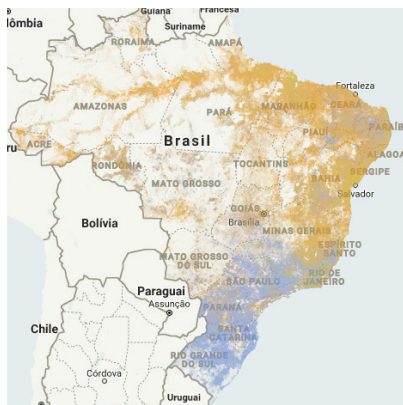 Guiana
Francesa
lômbia
Suriname
RORAIMA
AMAPÁ
Fortaleza
AMAZONAS
PARÁ
MARANHÃO
CEARÁ
PARAÍB
PIAUÍ
ru
ACRE
Brasil
ALAGOA
RONDÔNIA
TOCANTINS
SERGIPE
MATO GROSSO
BAHIA
Salvador
GOIÁS
Brasília
Bolívia
MINAS GERAIS
ESPÍRITO
SANTO
MATO GROSSO
DO SUL
RIO DE
JANEIRO
SÃO PAULO
Paraguai
Assunção
PARANÁ
Chile
SANTA
CATARINA
RIO GRANDE
DO SUL
Córdova
Uruguai